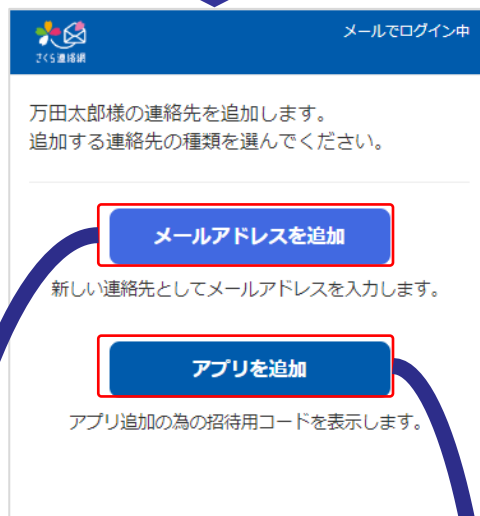 メールでログイン中
さくら連絡網
万田太郎様の連絡先を追加します。
追加する連絡先の種類を選んでください。
メールアドレスを追加
新しい連絡先としてメールアドレスを入力します。
アプリを追加
アプリ追加の為の招待用コードを表示します。